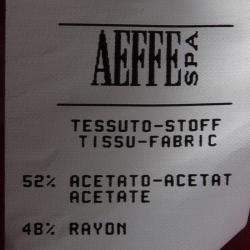 AEFFE SPA
TESSUTO-STOFF
TISSU-FABRIC
52% ACETATO-ACETAT
ACETATE
48% RAYON